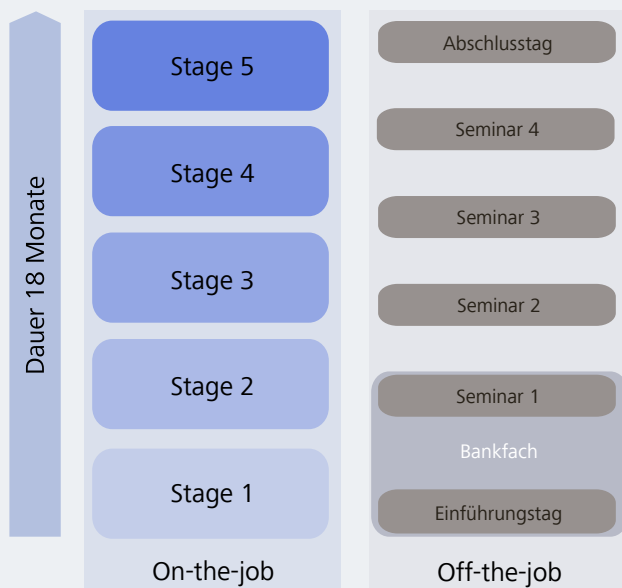 Dauer 18 Monate
Stage 5
Stage 4
Stage 3
Stage 2
Stage 1
On-the-job
Abschlusstag
Seminar 4
Seminar 3
Seminar 2
Seminar 1
Bankfach
Einführungstag
Off-the-job